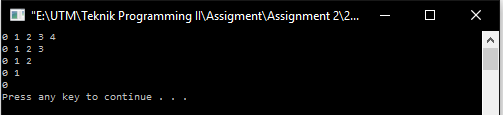 "E:\UTM\Teknik Programming II\Assigment\Assignment 2\2...
0 1 2 3 4
0 1 2 3
0 1 2
0 1
0
Press any key to continue . . .